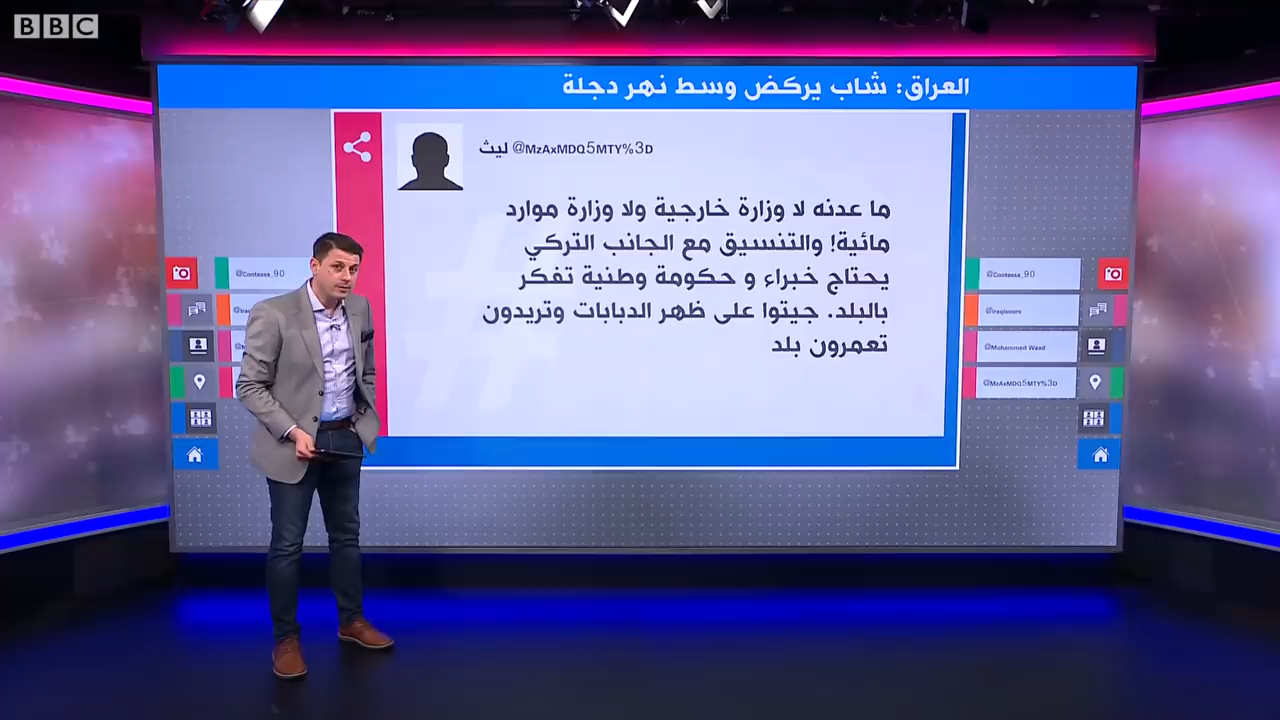 BBC
العراق: شاب يركض وسط نهر دجلة
ليث @MzAxMDQ5MTY%3D
ما عدنه لا وزارة خارجية ولا وزارة موارد
مائية! والتنسيق مع الجانب التركي
يحتاج خبراء و حكومة وطنية تفكر
بالبلد. جيتوا على ظهر الدبابات وتريدون
تعمرون بلد
@Contessa_90
@Contessa_90
@iraqisours
@Mohammed Waad
@MzAxMDQ5MTY%3D